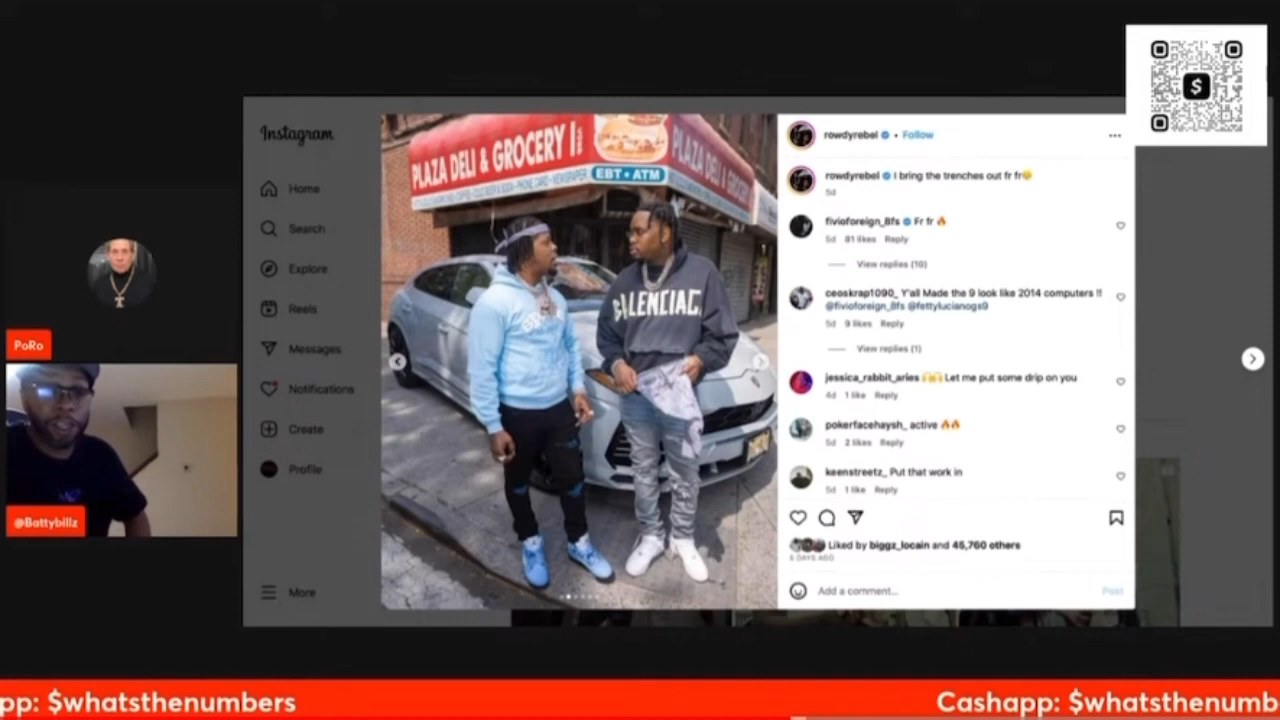 Instagram
Home
Search
Explore
Reels
Messages
Notifications
Create
Profile
More
PoRo
@Battybillz
PLAZA DELI & GROCERY
PLAZA DELI & GROCERY
EBT • ATM
BALENCIAGA
rowdyrebel • Follow
rowdyrebel I bring the trenches out fr fr
5d
fivioforeign_8fs Fr fr 🔥
5d 81 likes Reply
View replies (10)
ceoskrap1090_ Y'all Made the 9 look like 2014 computers !!
@fivioforeign_8fs @fettylucianogs9
5d 9 likes Reply
View replies (1)
jessica_rabbit_aries 🙌🙌 Let me put some drip on you
4d 1 like Reply
pokerfacehaysh_ active 🔥🔥
5d 2 likes Reply
keenstreetz_ Put that work in
5d 1 like Reply
Liked by biggz_locain and 45,760 others
5 DAYS AGO
Add a comment...
Post
$
pp: $whatsthenumbers
Cashapp: $whatsthenumb